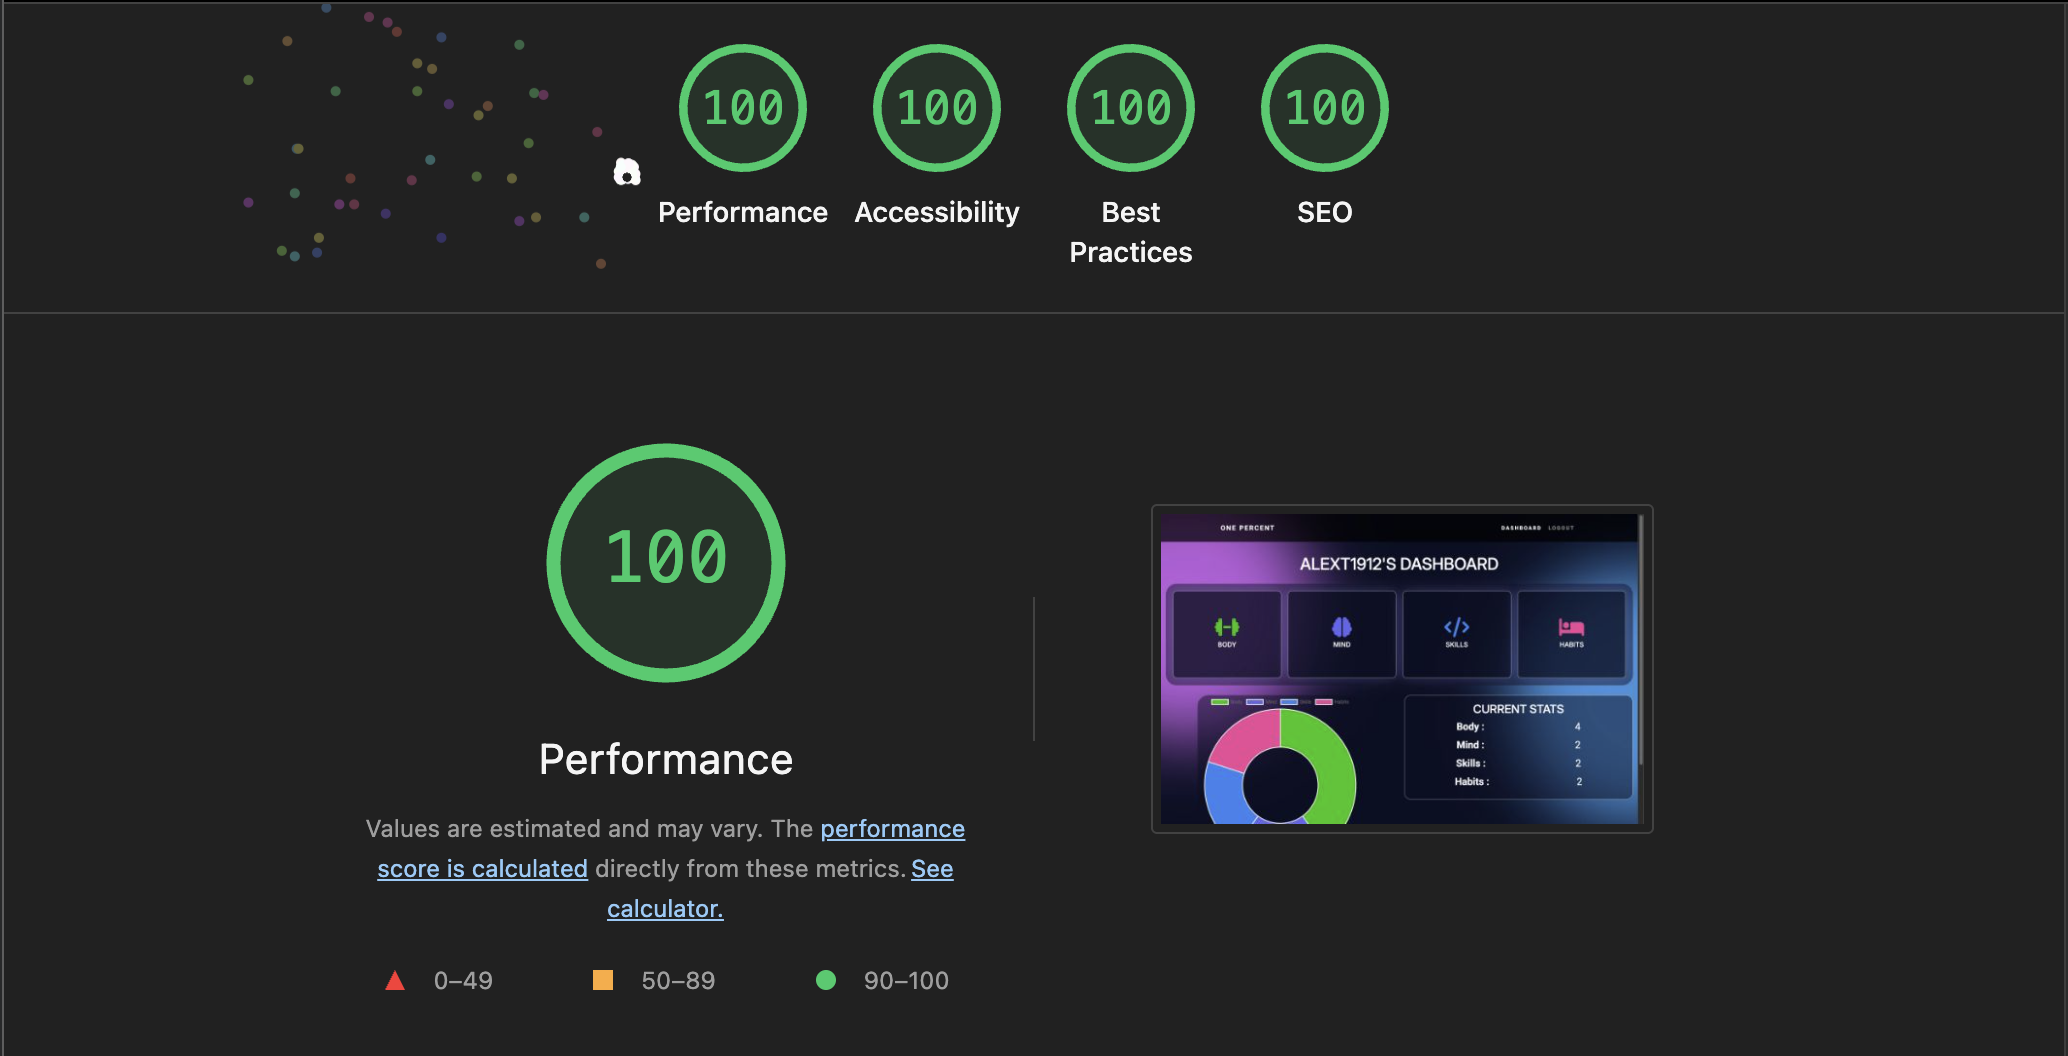 100
100
100
100
Performance
Accessibility
Best
Practices
SEO
100
Performance
Values are estimated and may vary. The performance
score is calculated directly from these metrics. See
calculator.
0–49
50–89
90–100
ONE PERCENT
DASHBOARD
LOGOUT
ALEXT1912'S DASHBOARD
BODY
MIND
SKILLS
HABITS
CURRENT STATS
Body : 4
Mind : 2
Skills : 2
Habits : 2